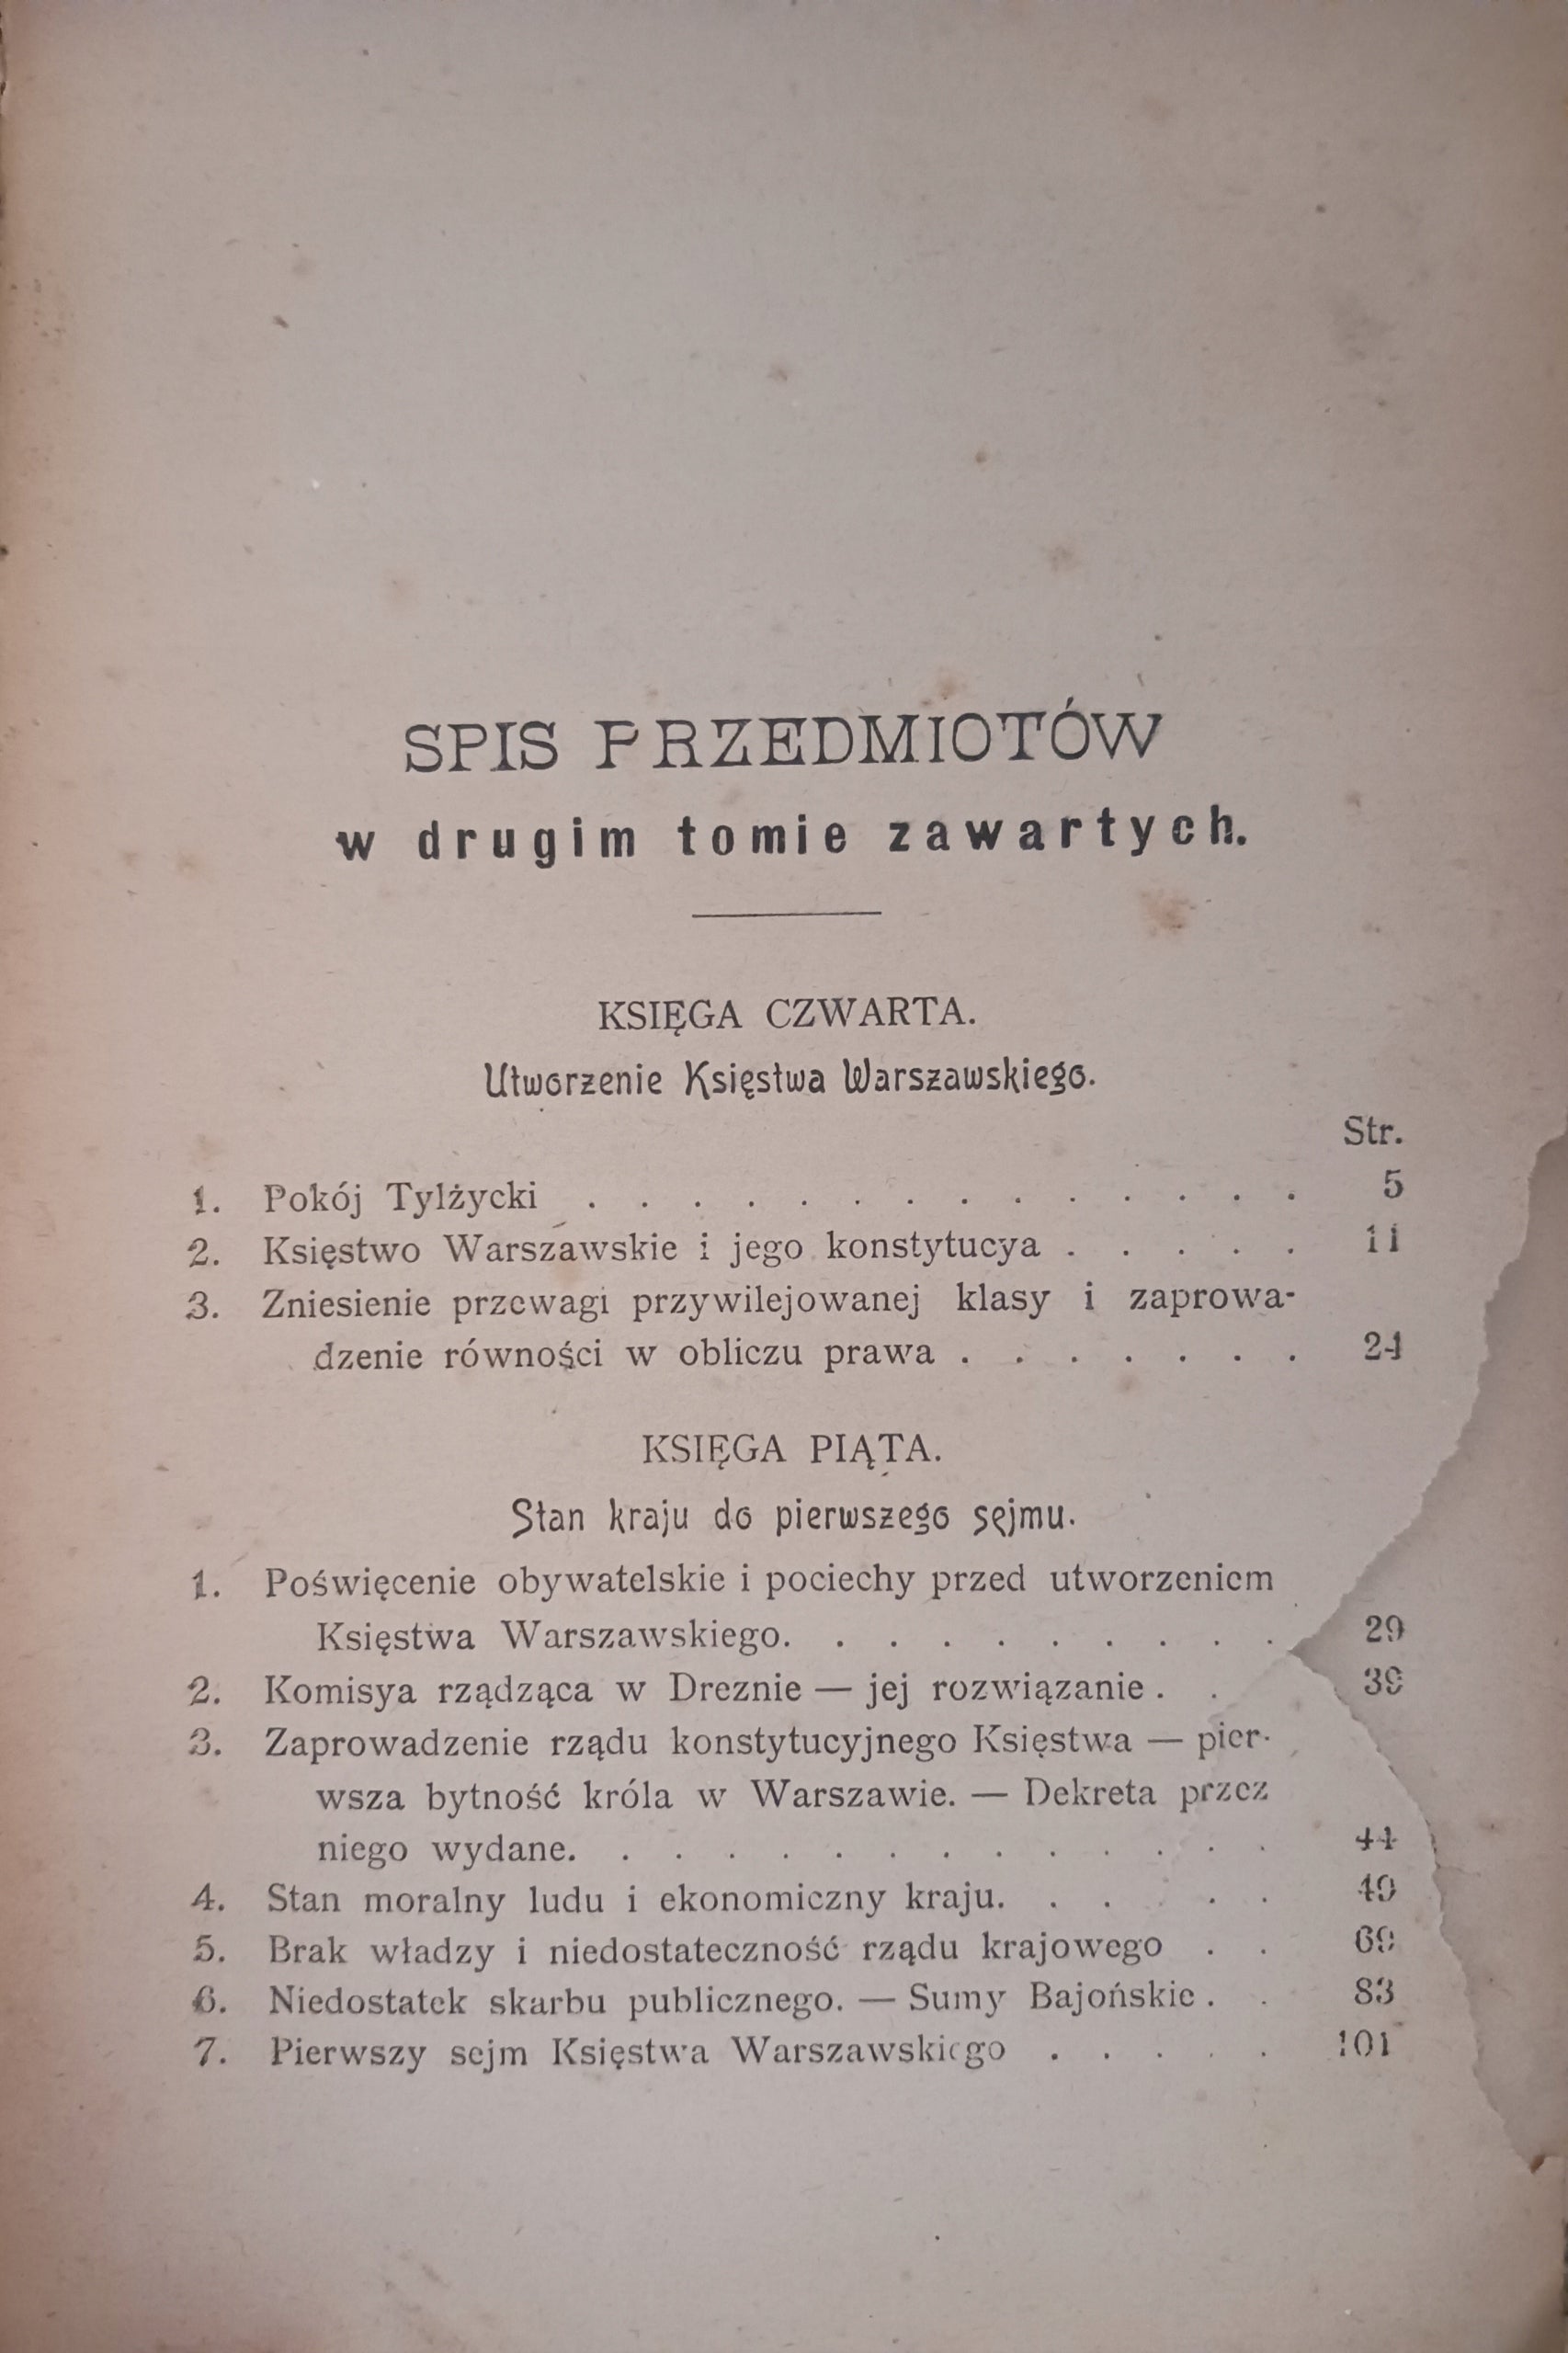 SPIS PRZEDMIOTÓW
w drugim tomie zawartych.
KSIĘGA CZWARTA.
Utworzenie Księstwa Warszawskiego.
Str.
1. Pokój Tylżycki . . . . . . . . . . . . . . 5
2. Księstwo Warszawskie i jego konstytucya . . . . . 11
3. Zniesienie przewagi przywilejowanej klasy i zaprowa-
dzenie równości w obliczu prawa . . . . . . . 24
KSIĘGA PIĄTA.
Stan kraju do pierwszego sejmu.
1. Poświęcenie obywatelskie i pociechy przed utworzeniem
Księstwa Warszawskiego. . . . . . . . . . 29
2. Komisya rządząca w Dreznie — jej rozwiązanie . . 39
3. Zaprowadzenie rządu konstytucyjnego Księstwa — pier-
wsza bytność króla w Warszawie. — Dekreta przez
niego wydane. . . . . . . . . . . . . . 44
4. Stan moralny ludu i ekonomiczny kraju. . . . . 49
5. Brak władzy i niedostateczność rządu krajowego . . 69
6. Niedostatek skarbu publicznego. — Sumy Bajońskie . . 83
7. Pierwszy sejm Księstwa Warszawskiego . . . . . 101